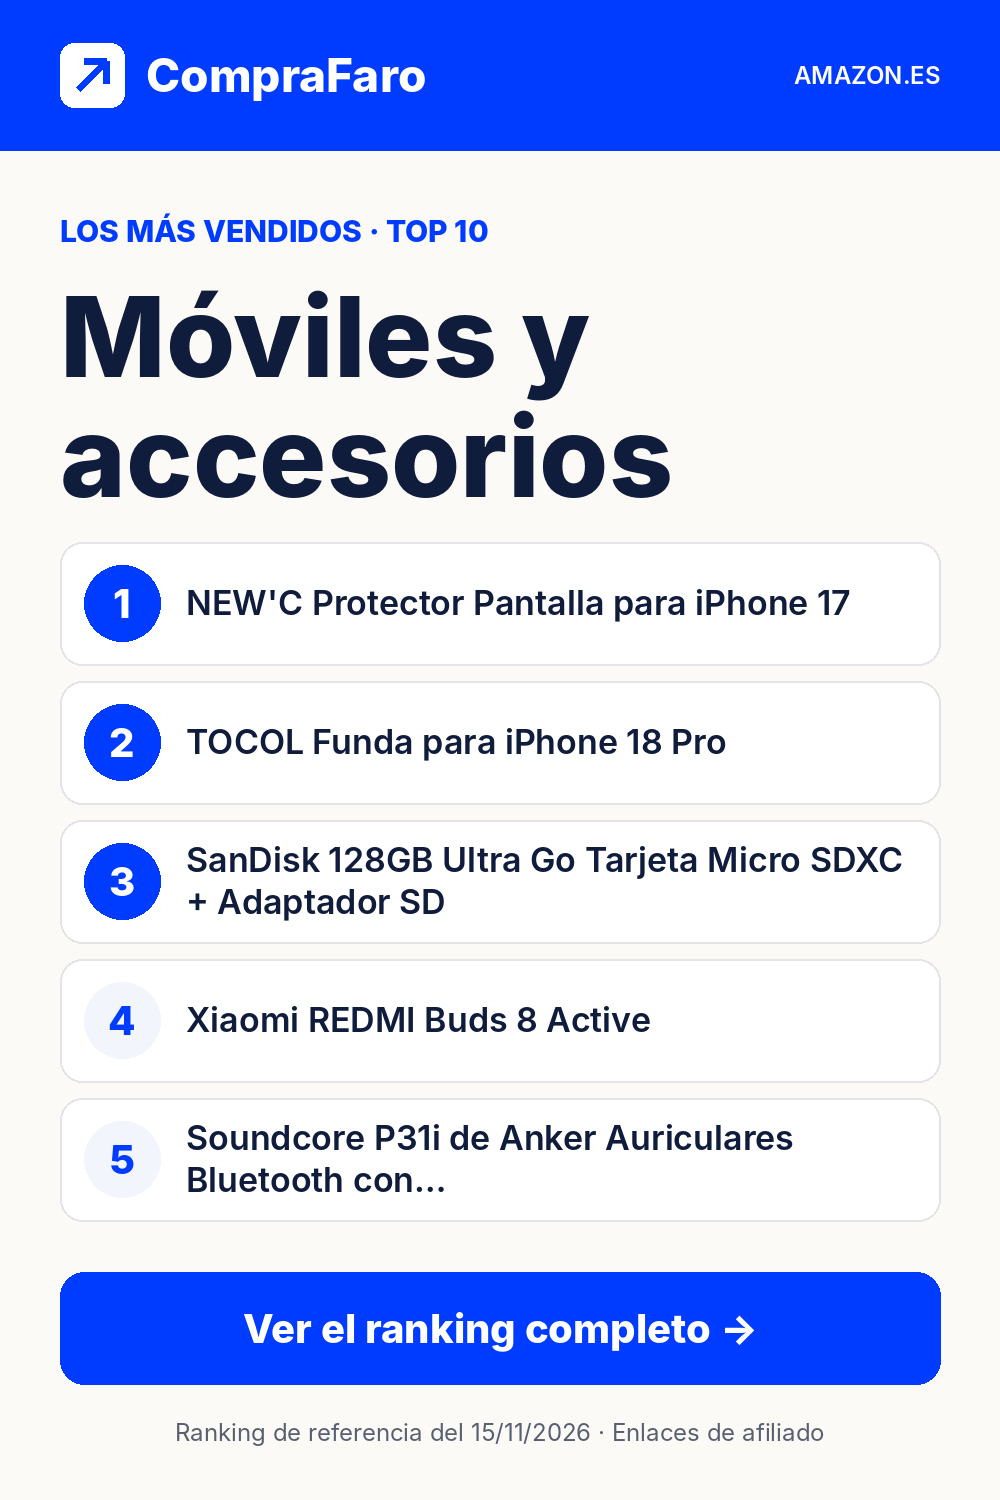 CompraFaro
AMAZON.ES
LOS MÁS VENDIDOS · TOP 10
Móviles y
accesorios
1 NEW'C Protector Pantalla para iPhone 17
2 TOCOL Funda para iPhone 18 Pro
3 SanDisk 128GB Ultra Go Tarjeta Micro SDXC
+ Adaptador SD
4 Xiaomi REDMI Buds 8 Active
5 Soundcore P31i de Anker Auriculares
Bluetooth con...
Ver el ranking completo →
Ranking de referencia del 15/11/2026 · Enlaces de afiliado